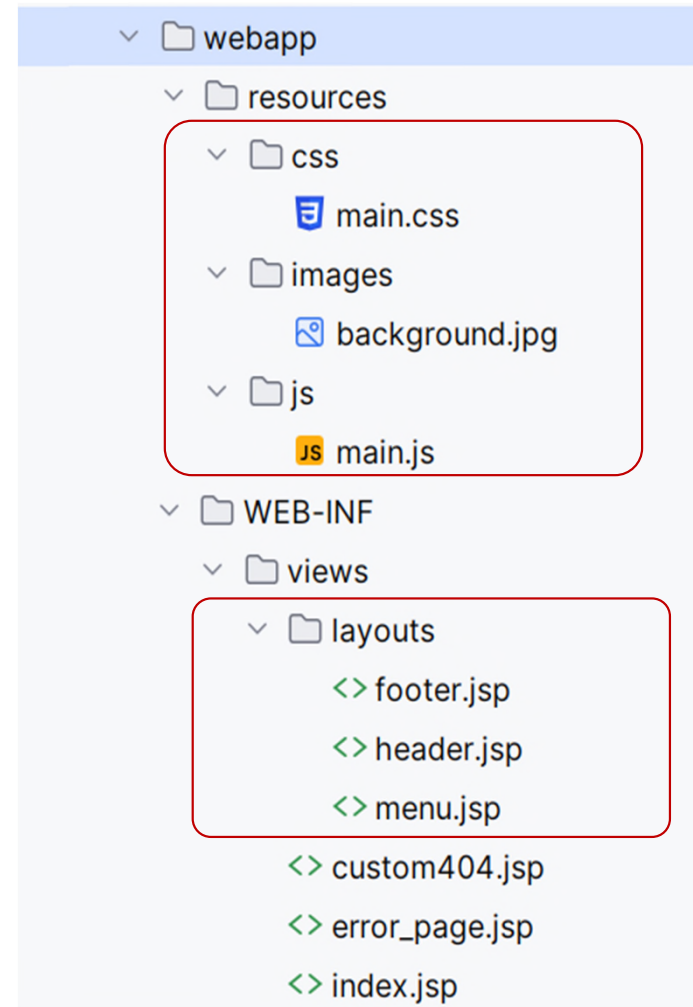 webapp
resources
css
main.css
images
background.jpg
js
JS main.js
WEB-INF
views
layouts
<> footer.jsp
<> header.jsp
<> menu.jsp
<> custom404.jsp
<> error_page.jsp
<> index.jsp